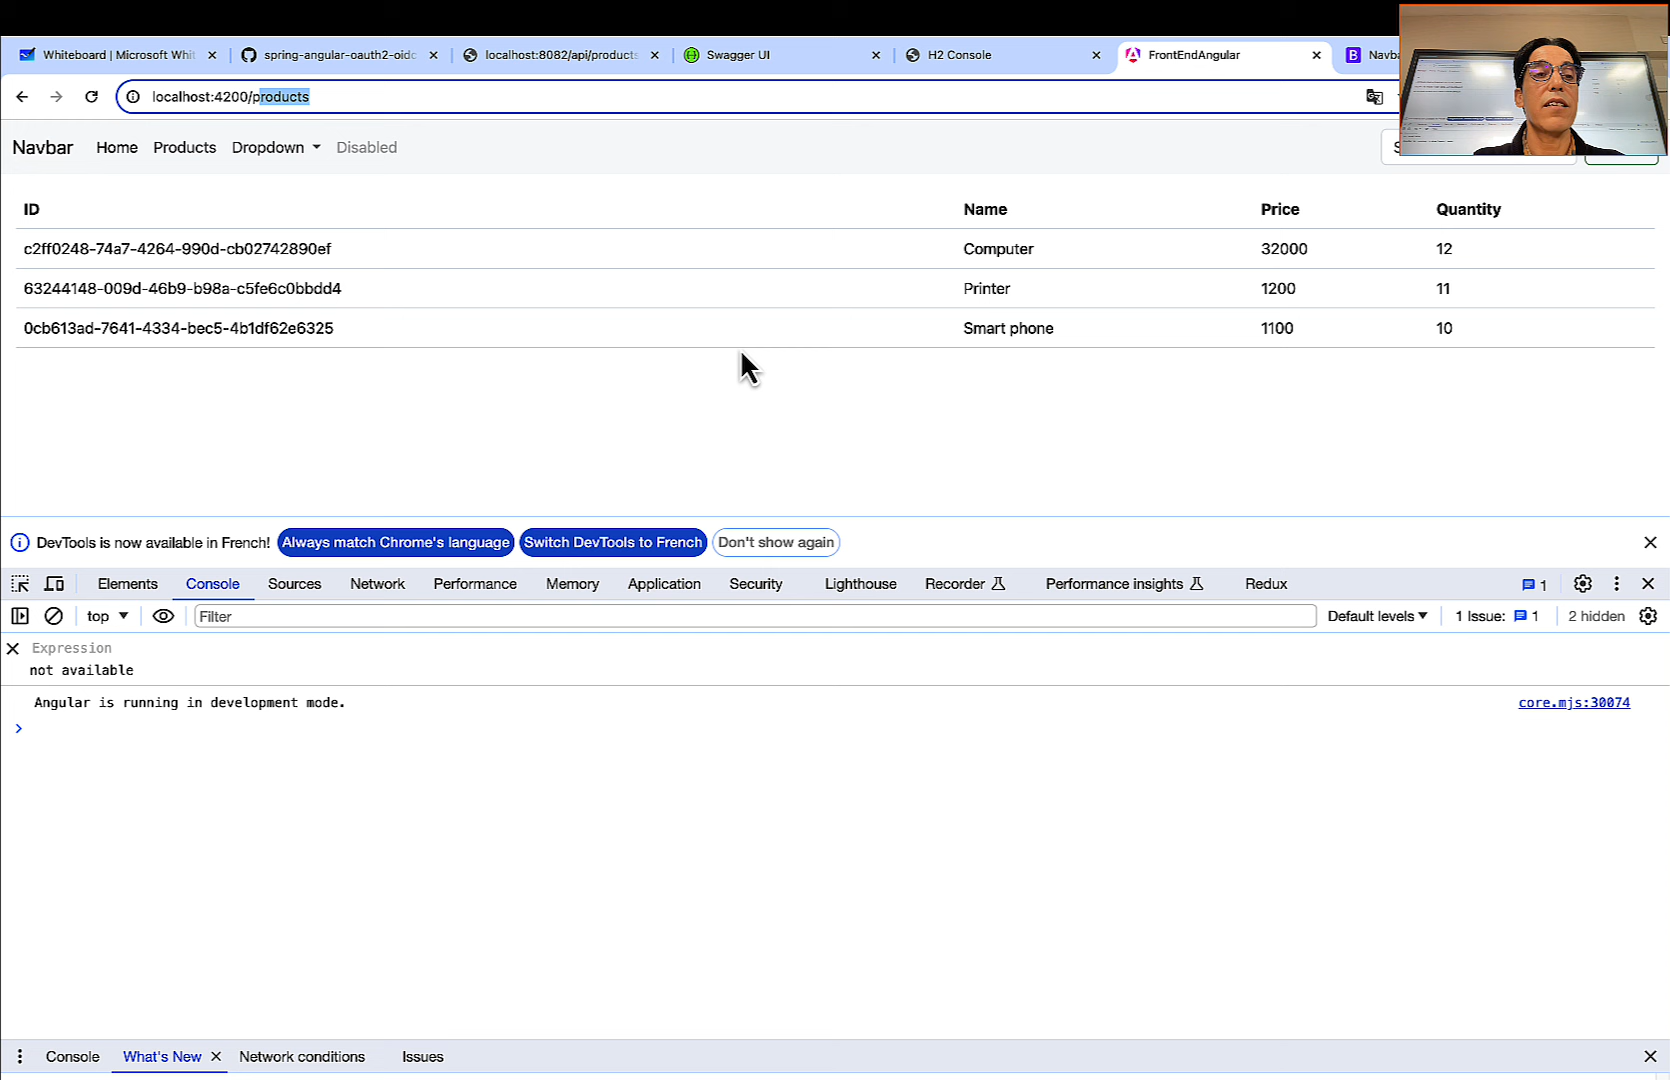 Whiteboard | Microsoft Whit
spring-angular-oauth2-oidc
localhost:8082/api/products
Swagger UI
H2 Console
FrontEndAngular
Navba
localhost:4200/products
Navbar Home Products Dropdown Disabled
ID Name Price Quantity
c2ff0248-74a7-4264-990d-cb02742890ef Computer 32000 12
63244148-009d-46b9-b98a-c5fe6c0bbdd4 Printer 1200 11
0cb613ad-7641-4334-bec5-4b1df62e6325 Smart phone 1100 10
DevTools is now available in French! Always match Chrome's language Switch DevTools to French Don't show again
Elements Console Sources Network Performance Memory Application Security Lighthouse Recorder Performance insights Redux 1
top Filter Default levels 1 Issue: 1 2 hidden
Expression
not available
Angular is running in development mode. core.mjs:30074
Console What's New Network conditions Issues